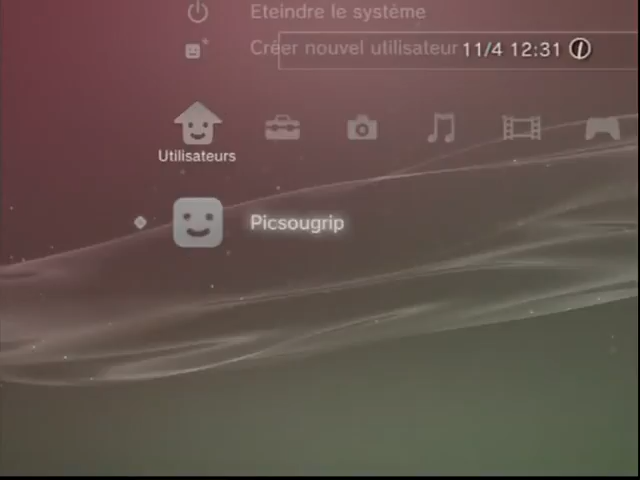 Eteindre le système
Créer nouvel utilisateur 11/4 12:31
Utilisateurs
Picsougrip